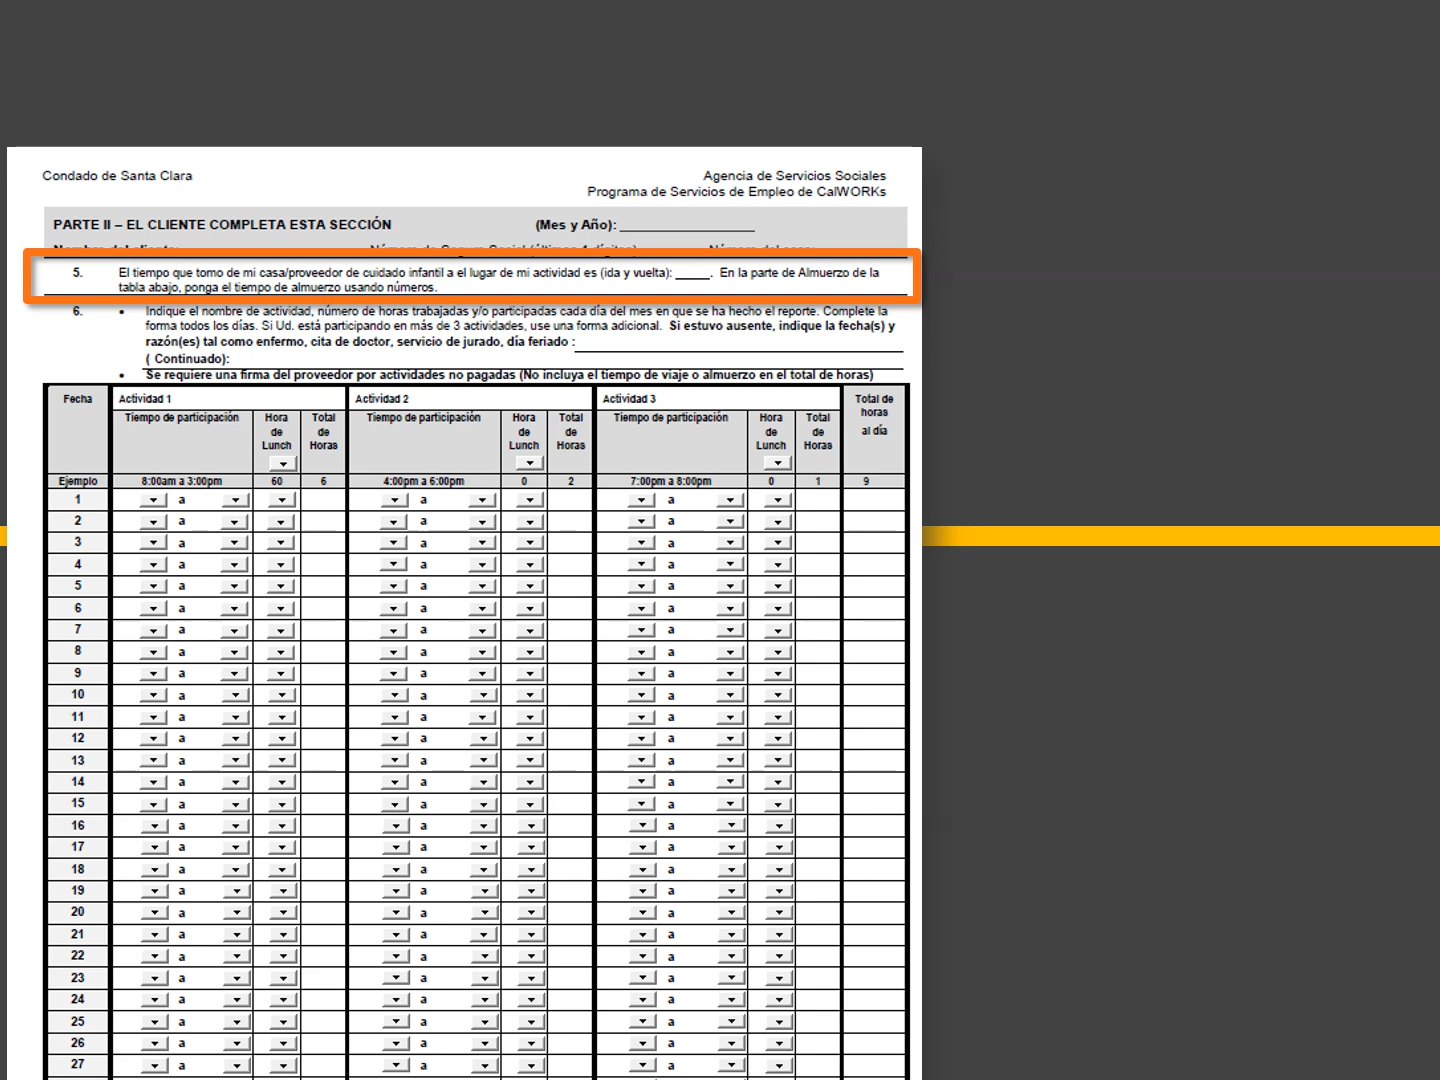 Condado de Santa Clara
Agencia de Servicios Sociales
Programa de Servicios de Empleo de CalWORKs
PARTE II – EL CLIENTE COMPLETA ESTA SECCIÓN (Mes y Año): ___________________
5. El tiempo que tomo de mi casa/proveedor de cuidado infantil a el lugar de mi actividad es (ida y vuelta): _____. En la parte de Almuerzo de la
tabla abajo, ponga el tiempo de almuerzo usando números.
6. • Indique el nombre de actividad, número de horas trabajadas y/o participadas cada día del mes en que se ha hecho el reporte. Complete la
forma todos los días. Si Ud. está participando en más de 3 actividades, use una forma adicional. Si estuvo ausente, indique la fecha(s) y
razón(es) tal como enfermo, cita de doctor, servicio de jurado, día feriado :
( Continuado):
• Se requiere una firma del proveedor por actividades no pagadas (No incluya el tiempo de viaje o almuerzo en el total de horas)
Fecha Actividad 1 Actividad 2 Actividad 3 Total de horas al día
Tiempo de participación Hora de Lunch Total de Horas Tiempo de participación Hora de Lunch Total de Horas Tiempo de participación Hora de Lunch Total de Horas
Ejemplo 8:00am a 3:00pm 60 6 4:00pm a 6:00pm 0 2 7:00pm a 8:00pm 0 1 9
1 a a a
2 a a a
3 a a a
4 a a a
5 a a a
6 a a a
7 a a a
8 a a a
9 a a a
10 a a a
11 a a a
12 a a a
13 a a a
14 a a a
15 a a a
16 a a a
17 a a a
18 a a a
19 a a a
20 a a a
21 a a a
22 a a a
23 a a a
24 a a a
25 a a a
26 a a a
27 a a a